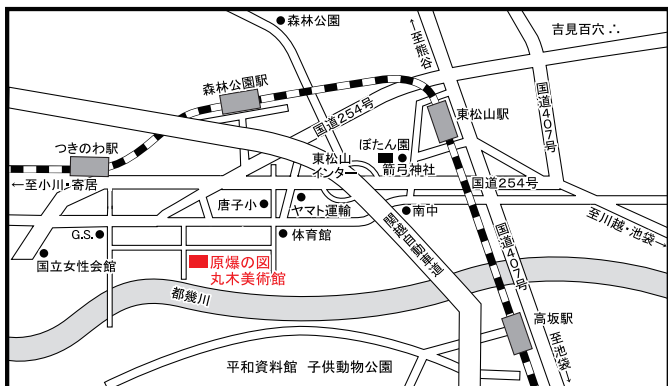 森林公園
←至熊谷
吉見百穴∴
森林公園駅
国道254号
国道407号
東松山駅
つきのわ駅
ぼたん園
東松山
インター
箭弓神社
←至小川・寄居
国道254号
唐子小
ヤマト運輸
南中
至川越・池袋
G.S.
体育館
関越自動車道
国道407号
国立女性会館
原爆の図
丸木美術館
都幾川
高坂駅
至池袋→
平和資料館 子供動物公園